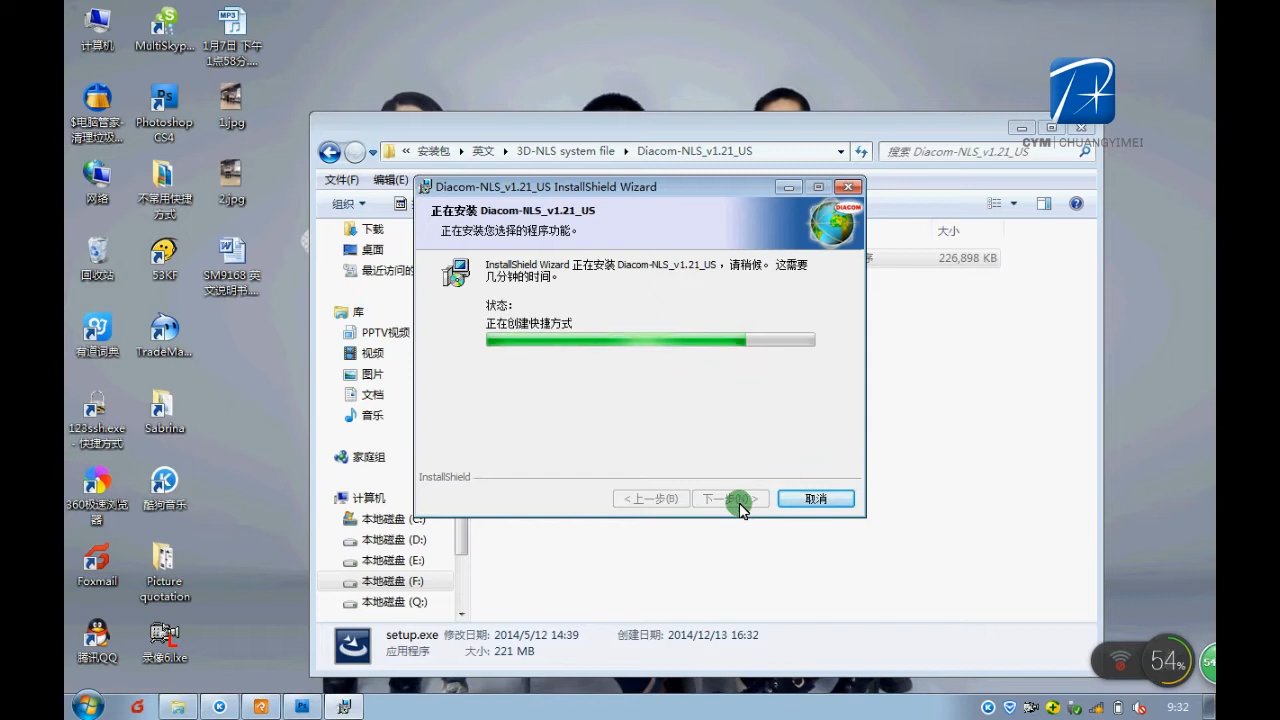 计算机
MultiSkyp...
1月7日 下午
1点53分....
$电脑管家-
清理垃圾...
Photoshop
CS4
1.jpg
网络
不常用快捷
方式
2.jpg
回收站
53KF
SM9168 英
文说明书....
有道词典
TradeMa...
123ssh.exe
- 快捷方式
Sabrina
360极速浏览
器
酷狗音乐
Foxmail
Picture
quotation
腾讯QQ
录像6.lxe
CYM CHUANGYIMEI
« 安装包 英文 3D-NLS system file Diacom-NLS_v1.21_US
搜索 Diacom-NLS_v1.21_US
文件(F) 编辑(E)
组织
下载
桌面
最近访问的
库
PPTV视频
视频
图片
文档
音乐
家庭组
计算机
本地磁盘 (C:)
本地磁盘 (D:)
本地磁盘 (E:)
本地磁盘 (F:)
本地磁盘 (Q:)
大小
序 226,898 KB
Diacom-NLS_v1.21_US InstallShield Wizard
正在安装 Diacom-NLS_v1.21_US
正在安装您选择的程序功能。
DIACOM
InstallShield Wizard 正在安装 Diacom-NLS_v1.21_US ，请稍候。 这需要
几分钟的时间。
状态:
正在创建快捷方式
InstallShield
< 上一步(B) 下一步(N) > 取消
setup.exe 修改日期: 2014/5/12 14:39 创建日期: 2014/12/13 16:32
应用程序 大小: 221 MB
54%
54
9:32